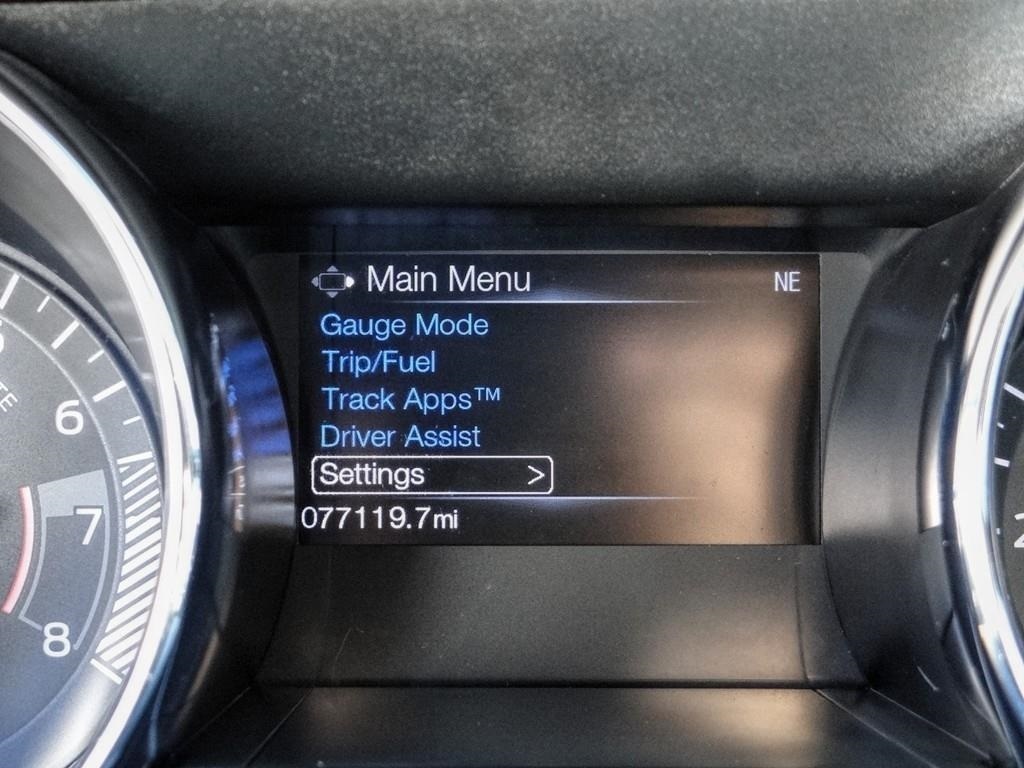 Main Menu NE
Gauge Mode
Trip/Fuel
Track Apps™
Driver Assist
Settings >
077119.7mi
6
7
8